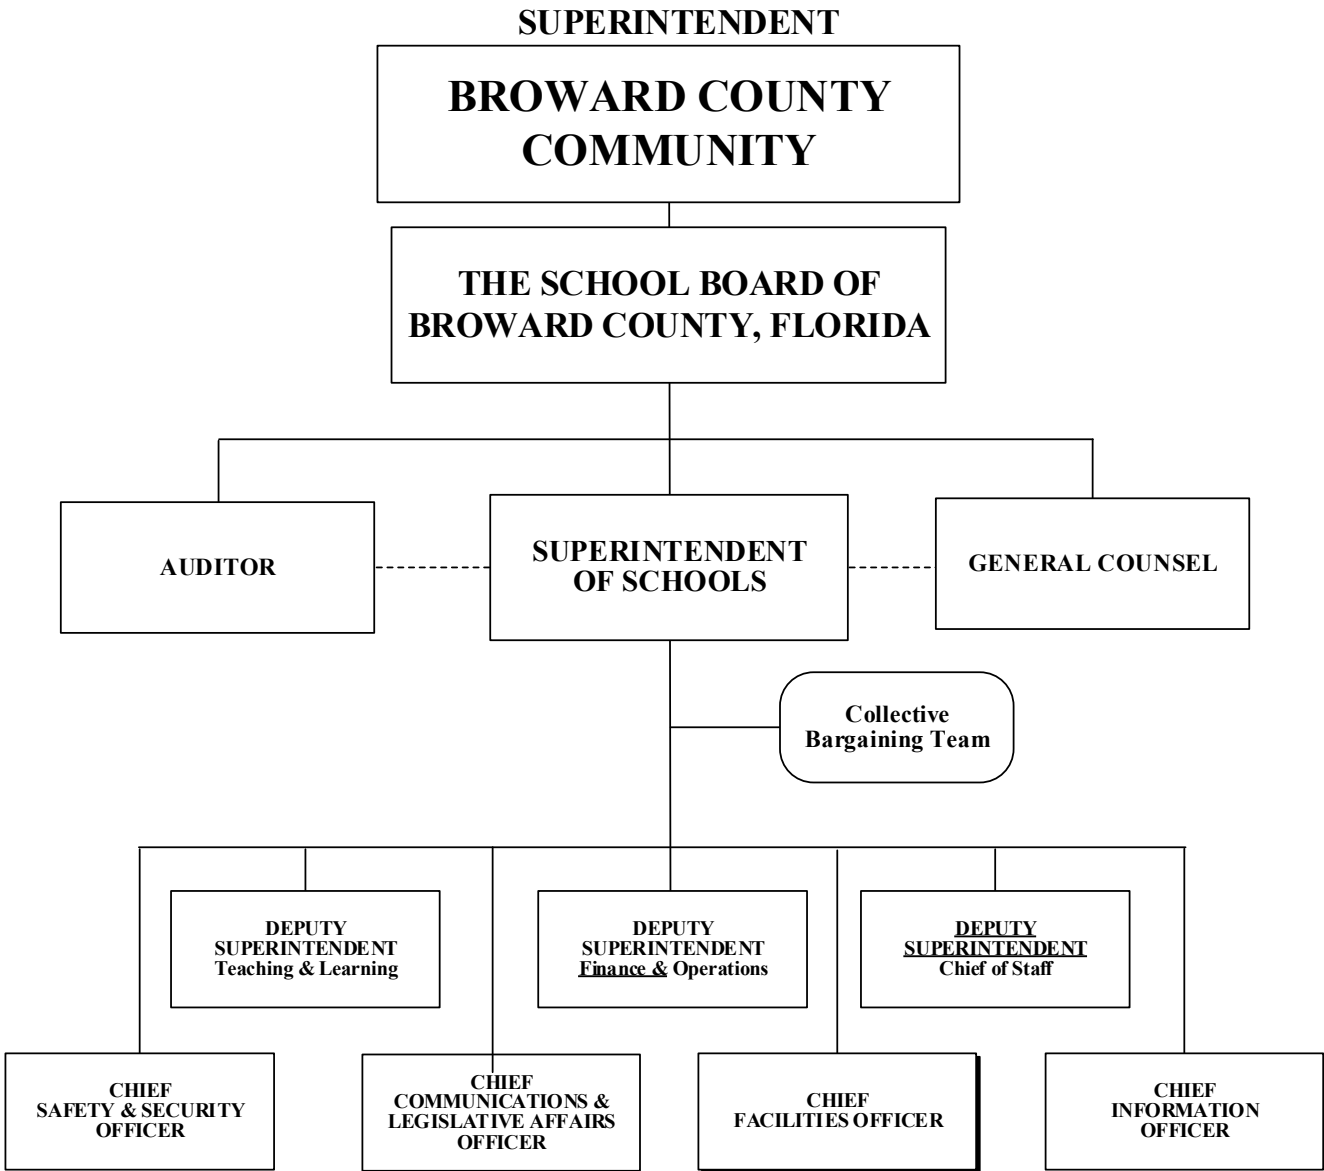 SUPERINTENDENT
BROWARD COUNTY
COMMUNITY
THE SCHOOL BOARD OF
BROWARD COUNTY, FLORIDA
AUDITOR
SUPERINTENDENT
OF SCHOOLS
GENERAL COUNSEL
Collective
Bargaining Team
DEPUTY
SUPERINTENDENT
Teaching & Learning
DEPUTY
SUPERINTENDENT
Finance & Operations
DEPUTY
SUPERINTENDENT
Chief of Staff
CHIEF
SAFETY & SECURITY
OFFICER
CHIEF
COMMUNICATIONS &
LEGISLATIVE AFFAIRS
OFFICER
CHIEF
FACILITIES OFFICER
CHIEF
INFORMATION
OFFICER